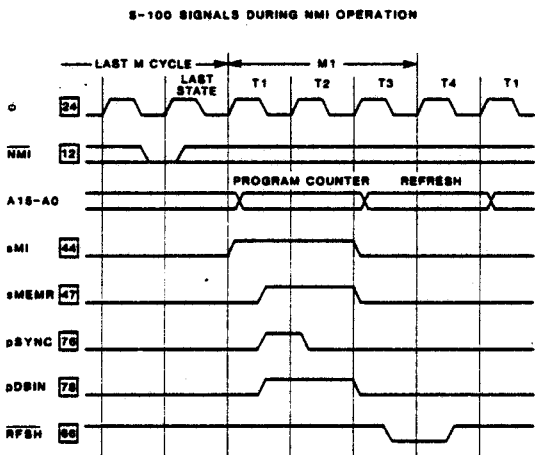 S-100 SIGNALS DURING NMI OPERATION
LAST M CYCLE M1
LAST STATE T1 T2 T3 T4 T1
ϕ 24
NMI 12
PROGRAM COUNTER REFRESH
A15-A0
sM1 44
sMEMR 47
pSYNC 76
pDBIN 78
RFSH 66